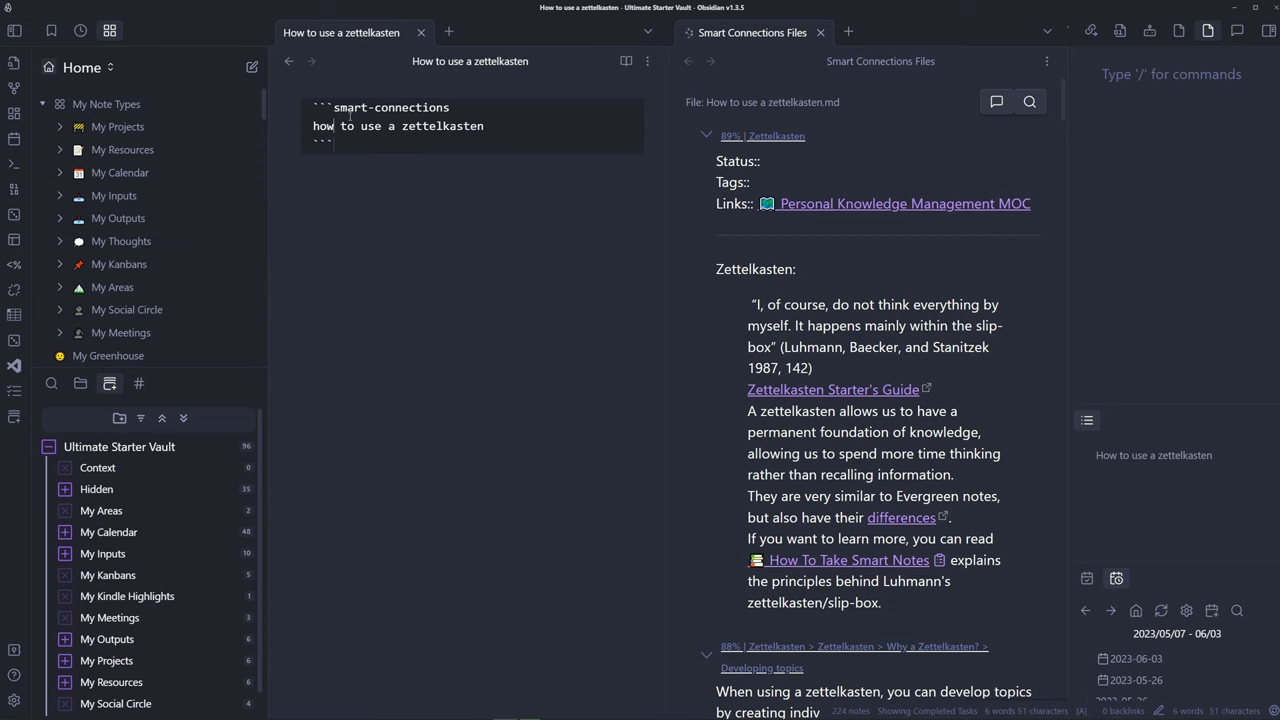 How to use a zettelkasten - Ultimate Starter Vault - Obsidian v1.3.5
How to use a zettelkasten
Smart Connections Files
Home
My Note Types
My Projects
My Resources
My Calendar
My Inputs
My Outputs
My Thoughts
My Kanbans
My Areas
My Social Circle
My Meetings
My Greenhouse
Ultimate Starter Vault 96
Context 0
Hidden 35
My Areas 2
My Calendar 48
My Inputs 10
My Kanbans 5
My Kindle Highlights 1
My Meetings 3
My Outputs 6
My Projects 6
My Resources 6
My Social Circle 4
How to use a zettelkasten
```smart-connections
how to use a zettelkasten
```
Smart Connections Files
File: How to use a zettelkasten.md
89% | Zettelkasten
Status::
Tags::
Links:: Personal Knowledge Management MOC
Zettelkasten:
“I, of course, do not think everything by
myself. It happens mainly within the slip-
box” (Luhmann, Baecker, and Stanitzek
1987, 142)
Zettelkasten Starter's Guide
A zettelkasten allows us to have a
permanent foundation of knowledge,
allowing us to spend more time thinking
rather than recalling information.
They are very similar to Evergreen notes,
but also have their differences.
If you want to learn more, you can read
How To Take Smart Notes explains
the principles behind Luhmann's
zettelkasten/slip-box.
88% | Zettelkasten > Zettelkasten > Why a Zettelkasten? >
Developing topics
When using a zettelkasten, you can develop topics
by creating indiv
Type '/' for commands
How to use a zettelkasten
2023/05/07 - 06/03
2023-06-03
2023-05-26
224 notes Showing Completed Tasks 6 words 51 characters [A] 0 backlinks 6 words 51 characters